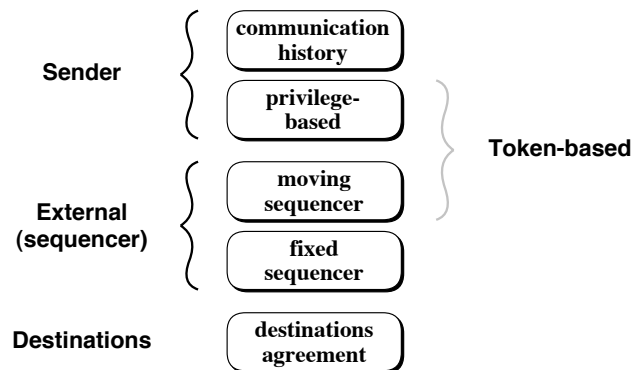 communication
history
Sender
privilege-
based
Token-based
moving
sequencer
External
(sequencer)
fixed
sequencer
Destinations
destinations
agreement